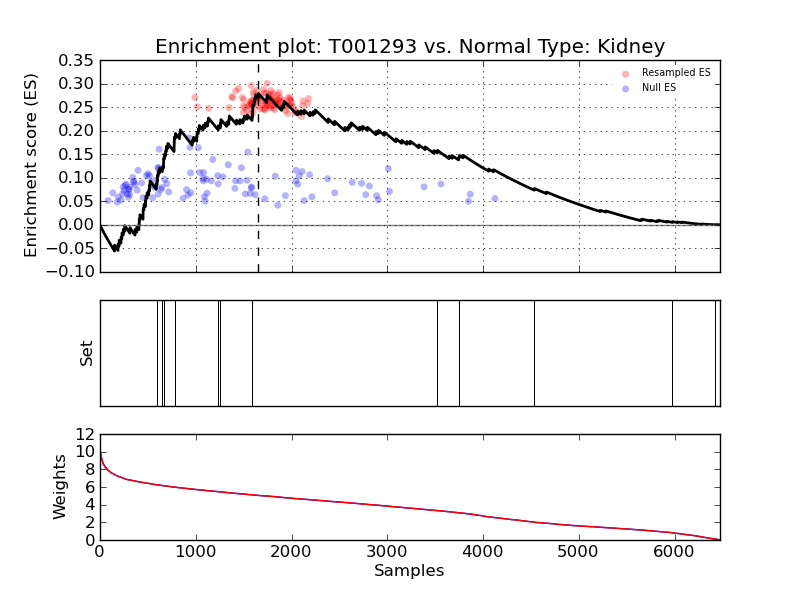 Enrichment plot: T001293 vs. Normal Type: Kidney
Enrichment score (ES)
0.35
0.30
0.25
0.20
0.15
0.10
0.05
0.00
−0.05
−0.10
Resampled ES
Null ES
Set
Weights
12
10
8
6
4
2
0
0 1000 2000 3000 4000 5000 6000
Samples